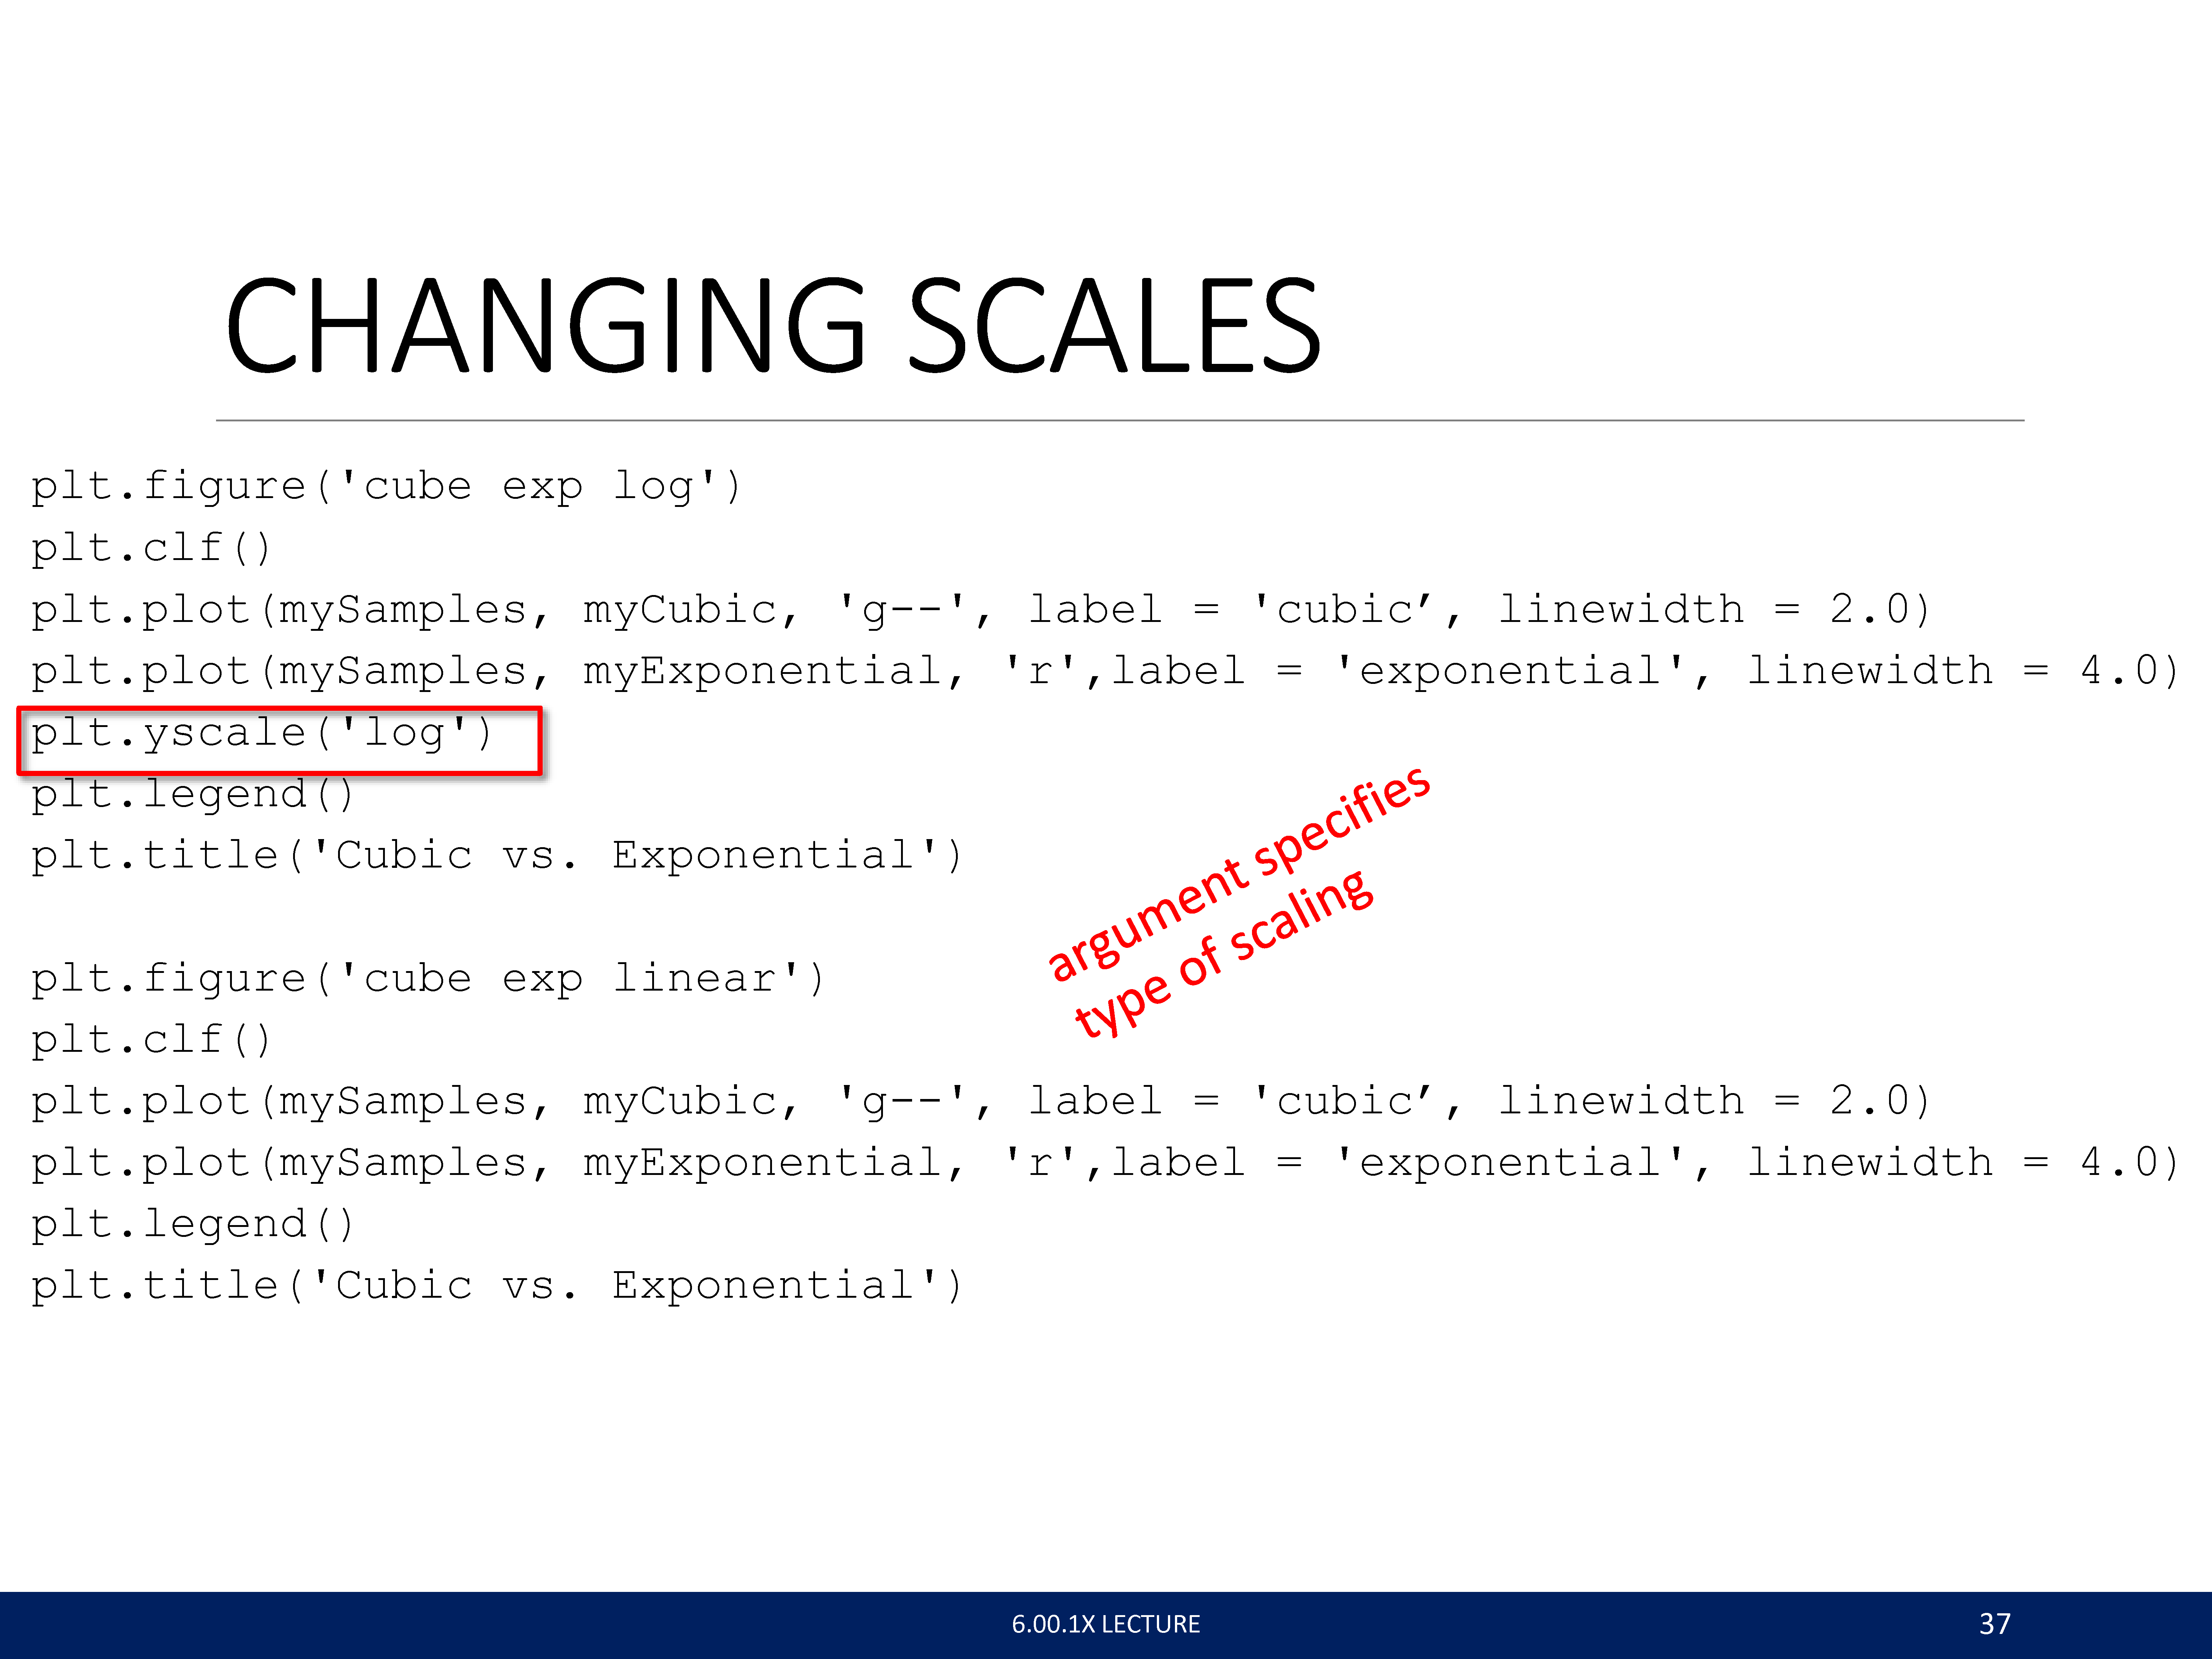 CHANGING SCALES
plt.figure('cube exp log')
plt.clf()
plt.plot(mySamples, myCubic, 'g--', label = 'cubic’, linewidth = 2.0)
plt.plot(mySamples, myExponential, 'r',label = 'exponential', linewidth = 4.0)
plt.yscale('log')
plt.legend()
plt.title('Cubic vs. Exponential')
argument specifies
type of scaling
plt.figure('cube exp linear')
plt.clf()
plt.plot(mySamples, myCubic, 'g--', label = 'cubic’, linewidth = 2.0)
plt.plot(mySamples, myExponential, 'r',label = 'exponential', linewidth = 4.0)
plt.legend()
plt.title('Cubic vs. Exponential')
6.00.1X LECTURE
37